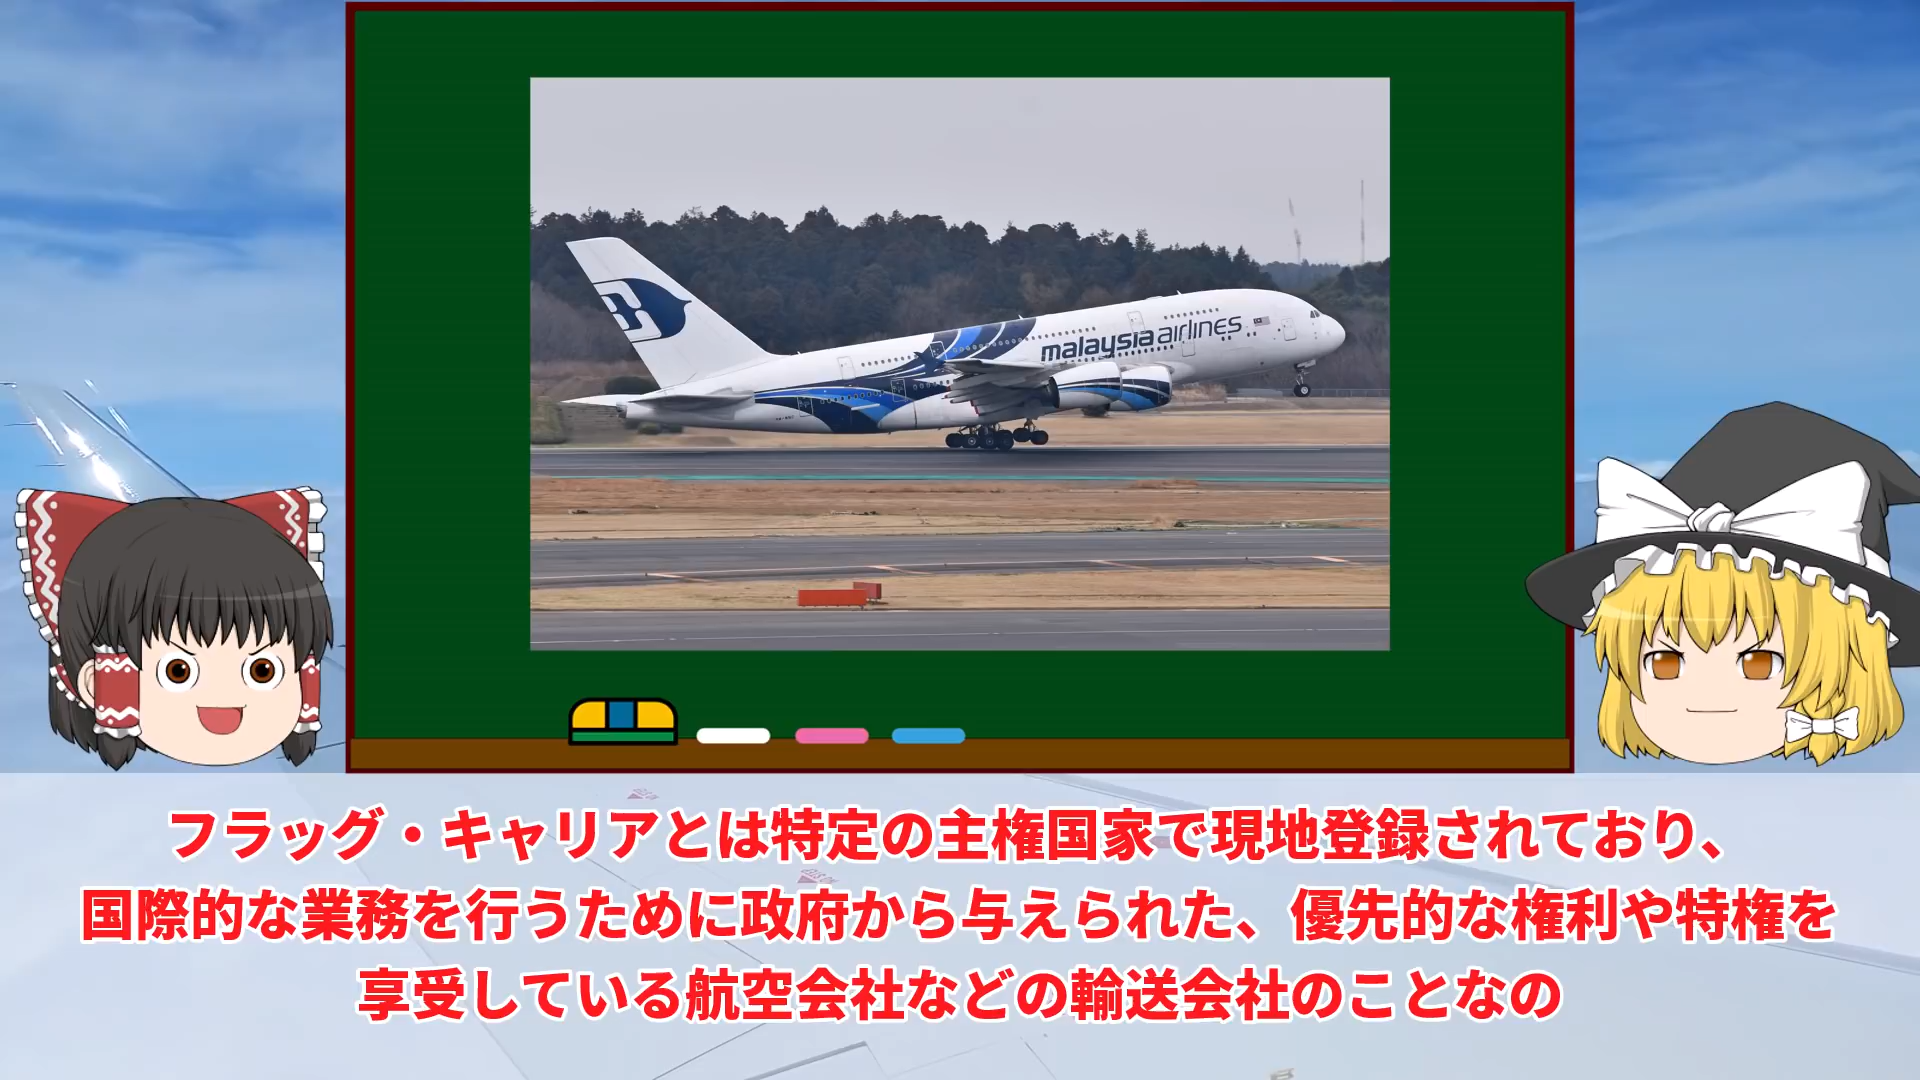 malaysia airlines
フラッグ・キャリアとは特定の主権国家で現地登録されており、
国際的な業務を行うために政府から与えられた、優先的な権利や特権を
享受している航空会社などの輸送会社のことなの